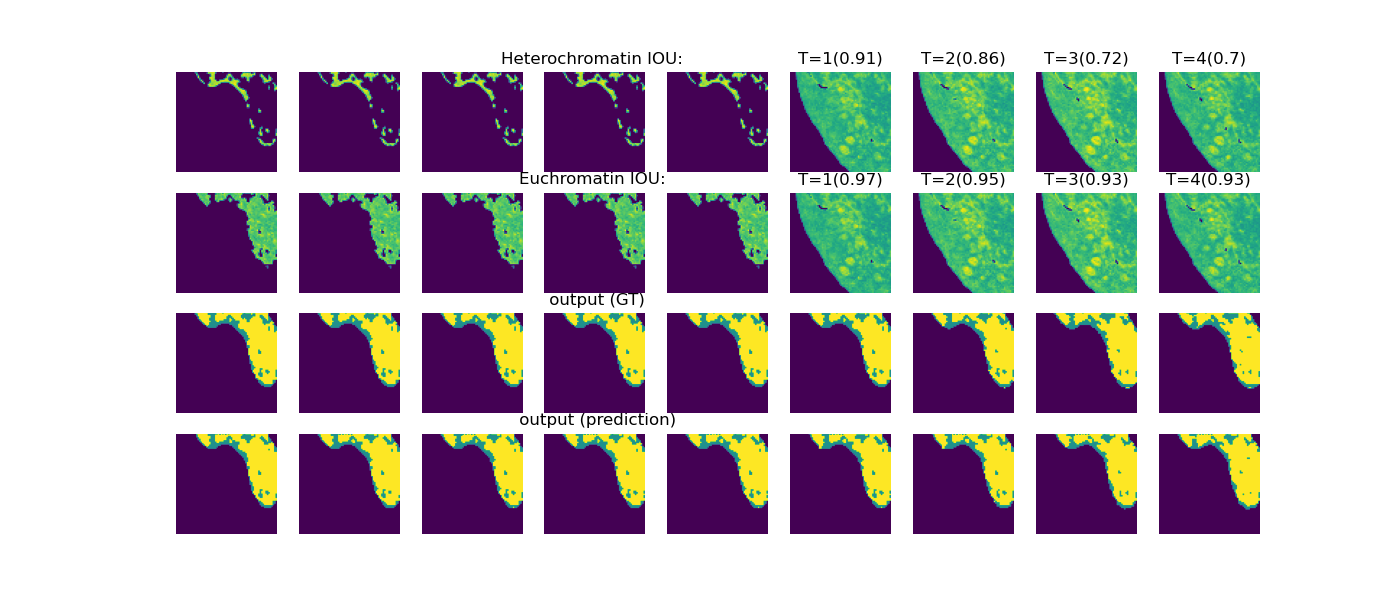 Heterochromatin IOU: T=1(0.91) T=2(0.86) T=3(0.72) T=4(0.7)
Euchromatin IOU: T=1(0.97) T=2(0.95) T=3(0.93) T=4(0.93)
output (GT)
output (prediction)